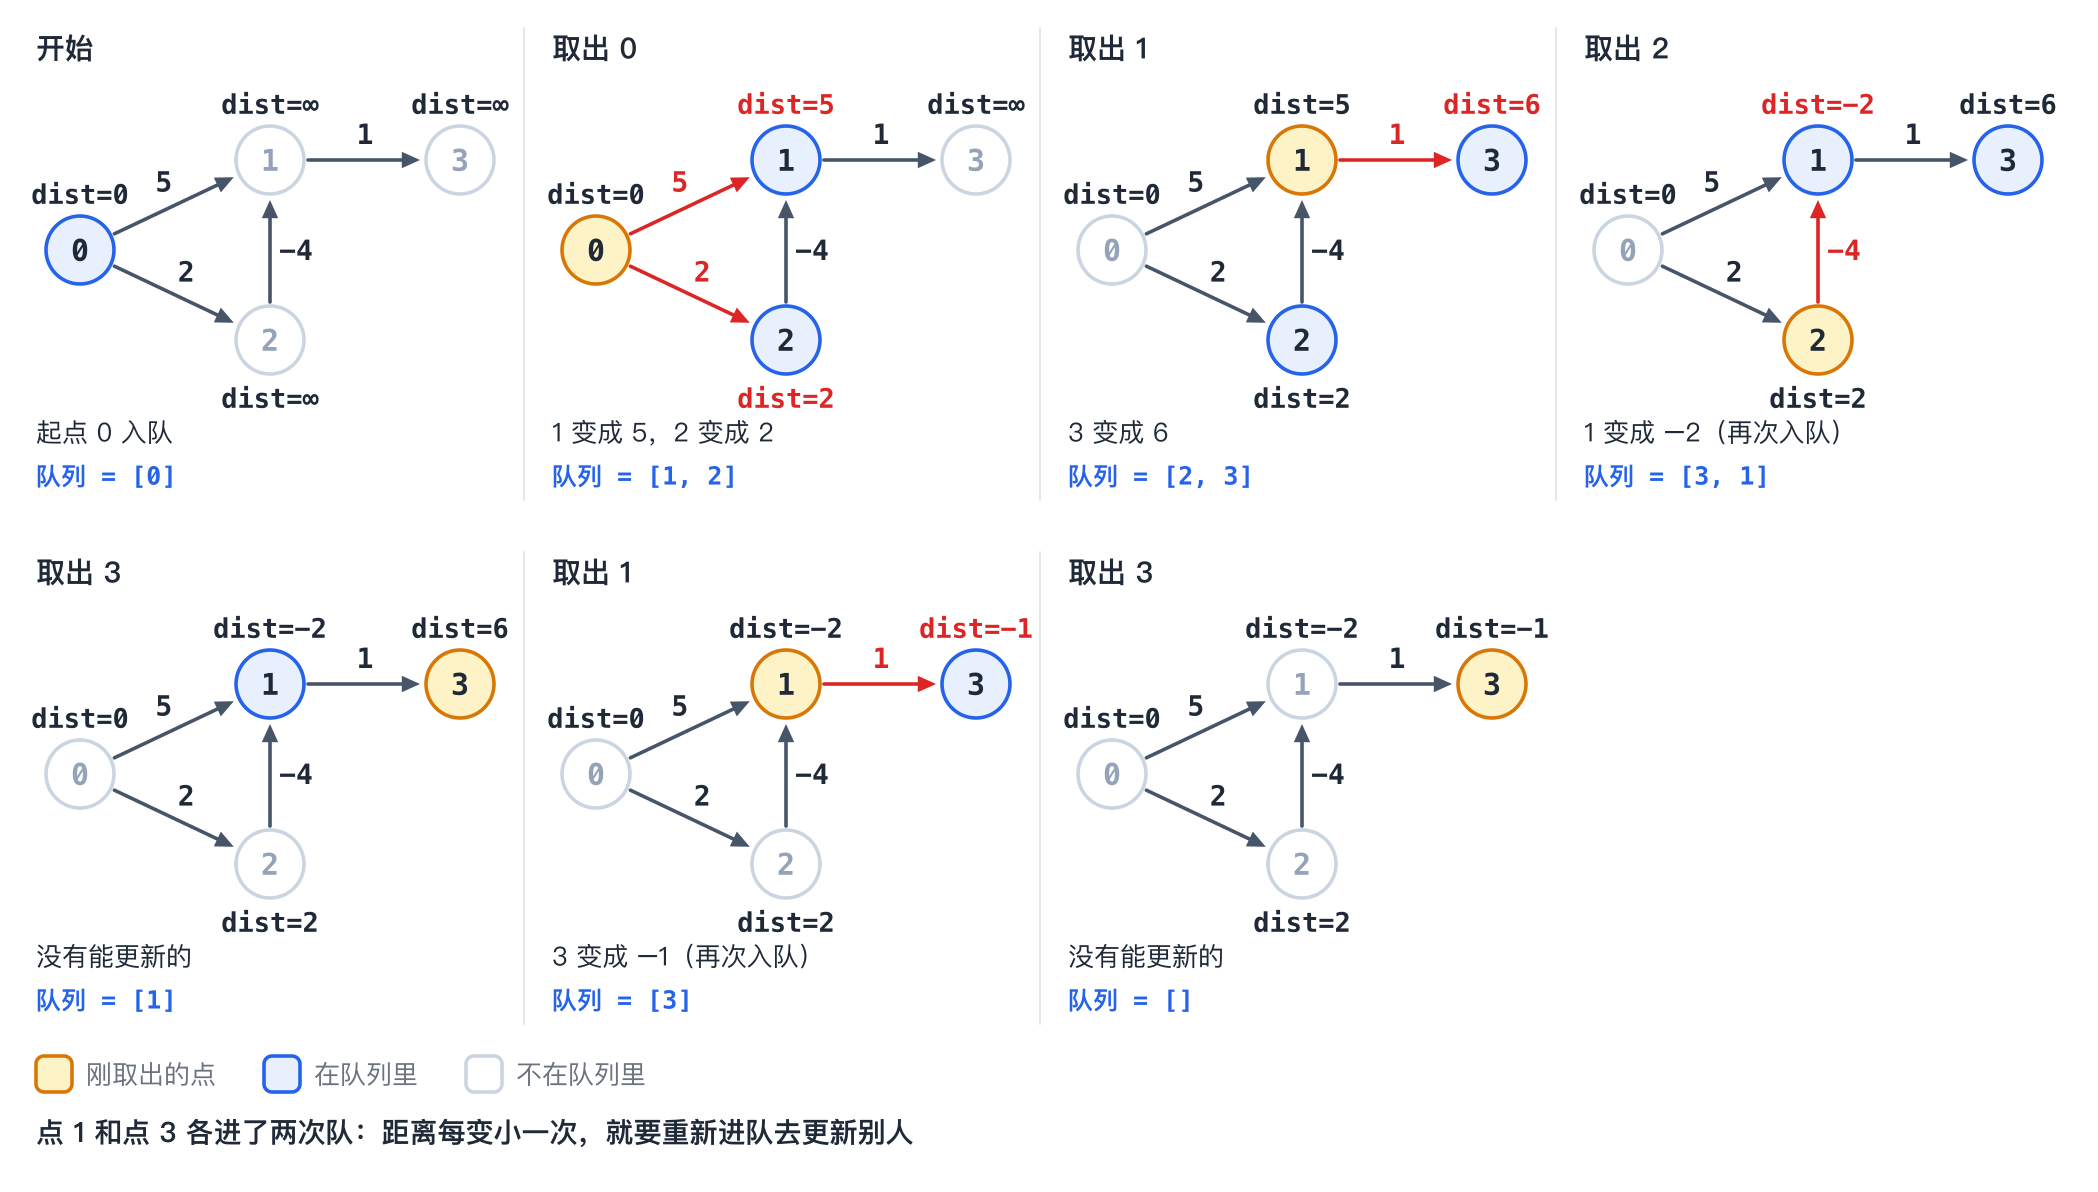 开始
dist=∞
dist=∞
1
1
3
dist=0
5
0
2
−4
2
dist=∞
起点 0 入队
队列 = [0]
取出 0
dist=5
dist=∞
1
1
3
dist=0
5
0
2
−4
2
dist=2
1 变成 5，2 变成 2
队列 = [1, 2]
取出 1
dist=5
dist=6
1
1
3
dist=0
5
0
2
−4
2
dist=2
3 变成 6
队列 = [2, 3]
取出 2
dist=−2
dist=6
1
1
3
dist=0
5
0
2
−4
2
dist=2
1 变成 −2（再次入队）
队列 = [3, 1]
取出 3
dist=−2
dist=6
1
1
3
dist=0
5
0
2
−4
2
dist=2
没有能更新的
队列 = [1]
取出 1
dist=−2
dist=−1
1
1
3
dist=0
5
0
2
−4
2
dist=2
3 变成 −1（再次入队）
队列 = [3]
取出 3
dist=−2
dist=−1
1
1
3
dist=0
5
0
2
−4
2
dist=2
没有能更新的
队列 = []
刚取出的点
在队列里
不在队列里
点 1 和点 3 各进了两次队：距离每变小一次，就要重新进队去更新别人